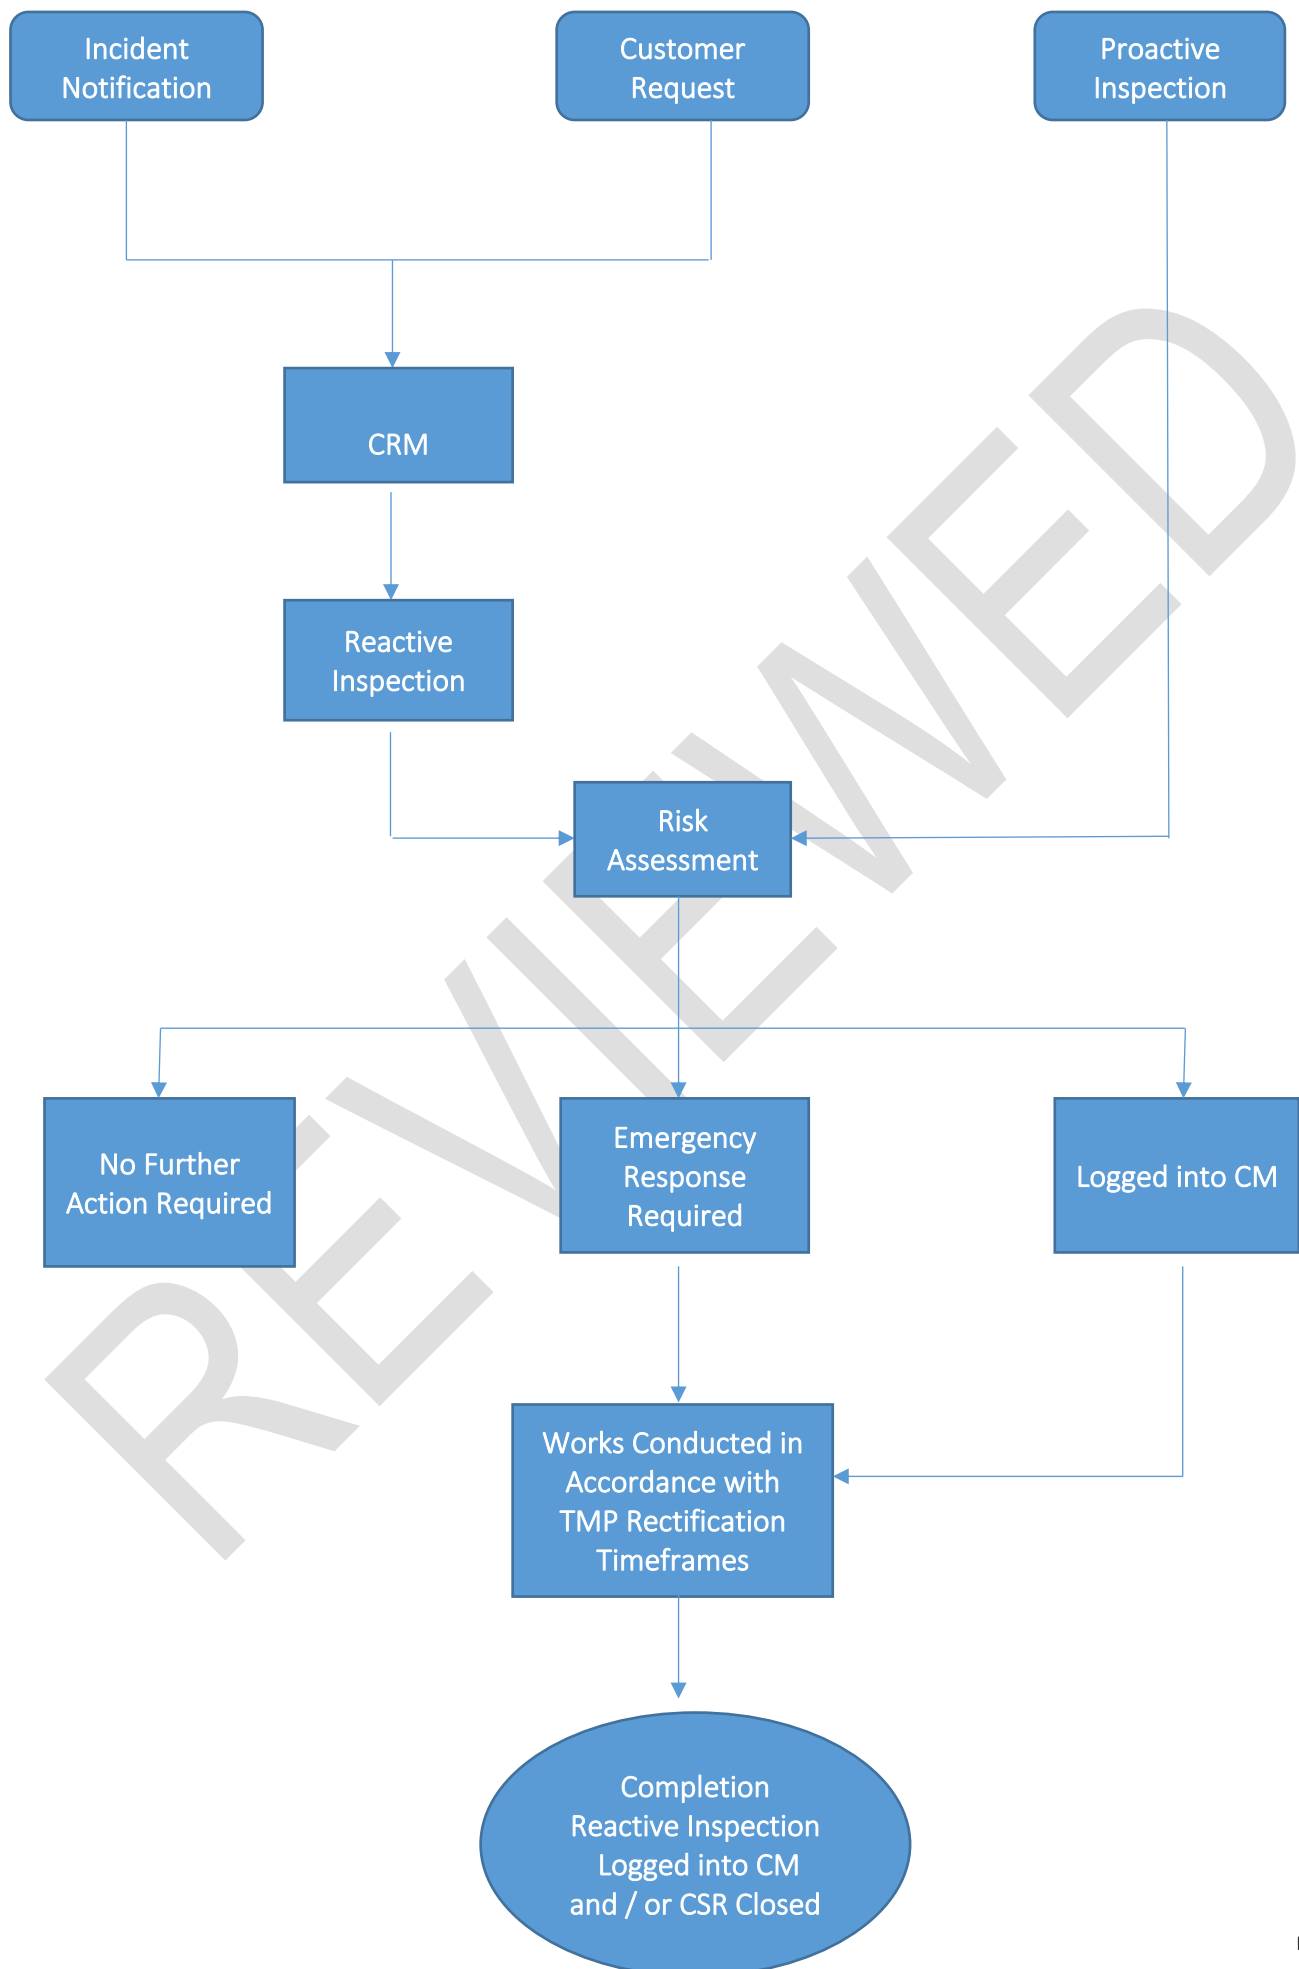 Incident
Notification
Customer
Request
Proactive
Inspection
CRM
Reactive
Inspection
Risk
Assessment
No Further
Action Required
Emergency
Response
Required
Logged into CM
Works Conducted in
Accordance with
TMP Rectification
Timeframes
Completion
Reactive Inspection
Logged into CM
and / or CSR Closed
REVIEWED